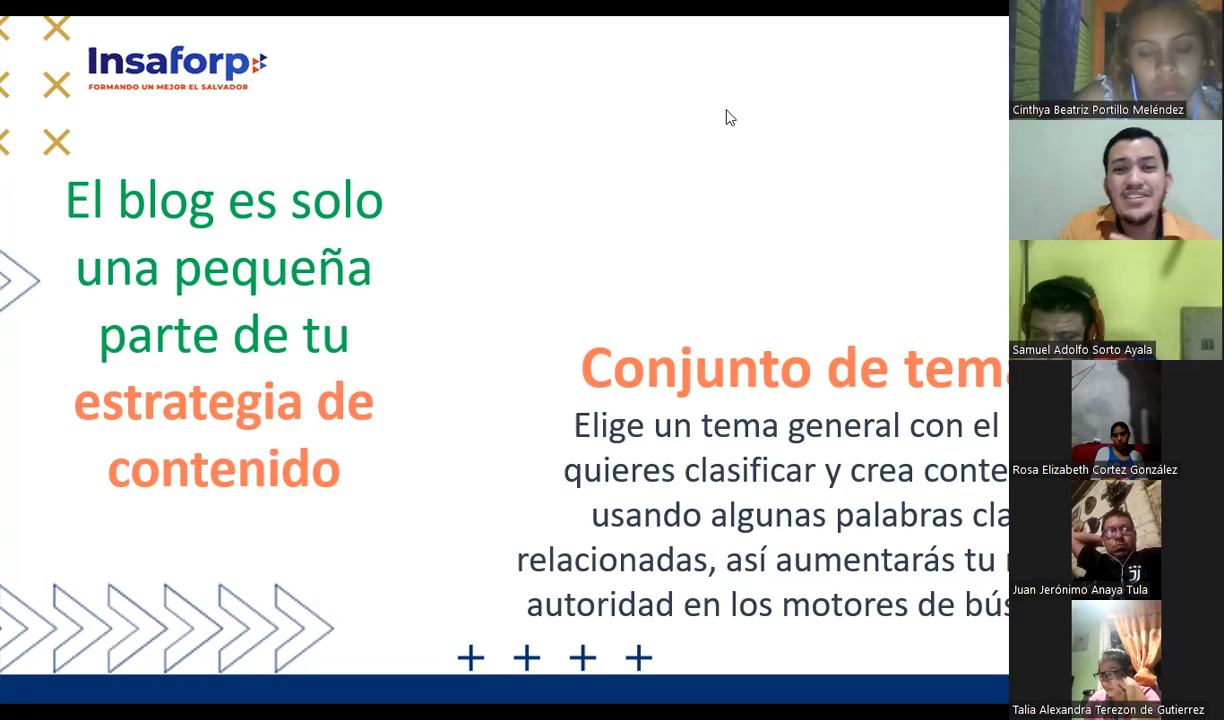 Insaforp
FORMANDO UN MEJOR EL SALVADOR
El blog es solo
una pequeña
parte de tu
estrategia de
contenido
Conjunto de tema
Elige un tema general con el
quieres clasificar y crea conte
usando algunas palabras cla
relacionadas, así aumentarás tu
autoridad en los motores de bús
Cinthya Beatriz Portillo Meléndez
Samuel Adolfo Sorto Ayala
Rosa Elizabeth Cortez González
Juan Jerónimo Anaya Tula
Talia Alexandra Terezon de Gutierrez